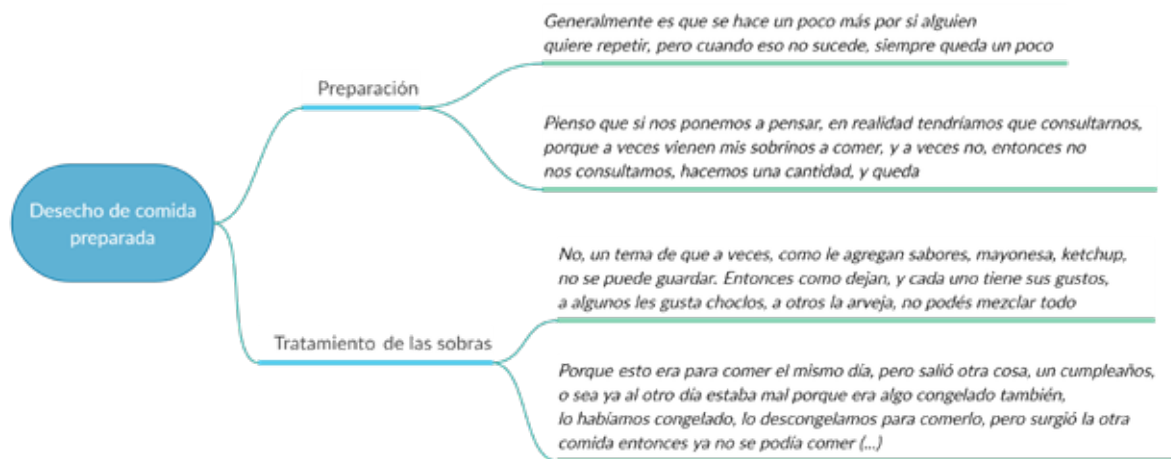 Generalmente es que se hace un poco más por si alguien
quiere repetir, pero cuando eso no sucede, siempre queda un poco
Preparación
Pienso que si nos ponemos a pensar, en realidad tendríamos que consultarnos,
porque a veces vienen mis sobrinos a comer, y a veces no, entonces no
nos consultamos, hacemos una cantidad, y queda
Desecho de comida
preparada
No, un tema de que a veces, como le agregan sabores, mayonesa, ketchup,
no se puede guardar. Entonces como dejan, y cada uno tiene sus gustos,
a algunos les gusta choclos, a otros la arveja, no podés mezclar todo
Tratamiento de las sobras
Porque esto era para comer el mismo día, pero salió otra cosa, un cumpleaños,
o sea ya al otro día estaba mal porque era algo congelado también,
lo habíamos congelado, lo descongelamos para comerlo, pero surgió la otra
comida entonces ya no se podía comer (...)